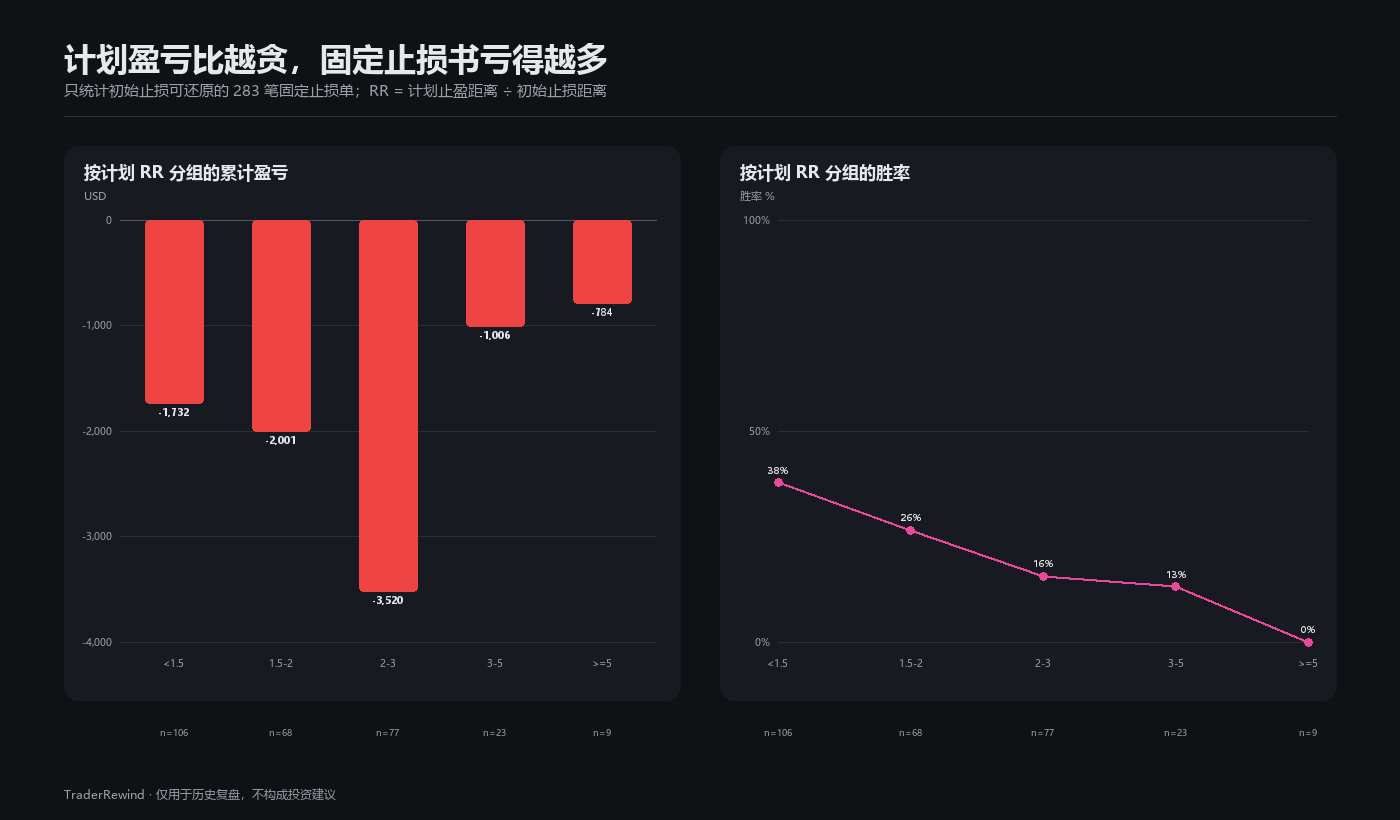 计划盈亏比越贪，固定止损书亏得越多
只统计初始止损可还原的 283 笔固定止损单；RR = 计划止盈距离 ÷ 初始止损距离
按计划 RR 分组的累计盈亏
USD
0
-1,000
-2,000
-3,000
-4,000
-1,732
-2,001
-3,520
-1,006
-784
<1.5
1.5-2
2-3
3-5
>=5
n=106
n=68
n=77
n=23
n=9
按计划 RR 分组的胜率
胜率 %
100%
50%
0%
38%
26%
16%
13%
0%
<1.5
1.5-2
2-3
3-5
>=5
n=106
n=68
n=77
n=23
n=9
TraderRewind · 仅用于历史复盘，不构成投资建议